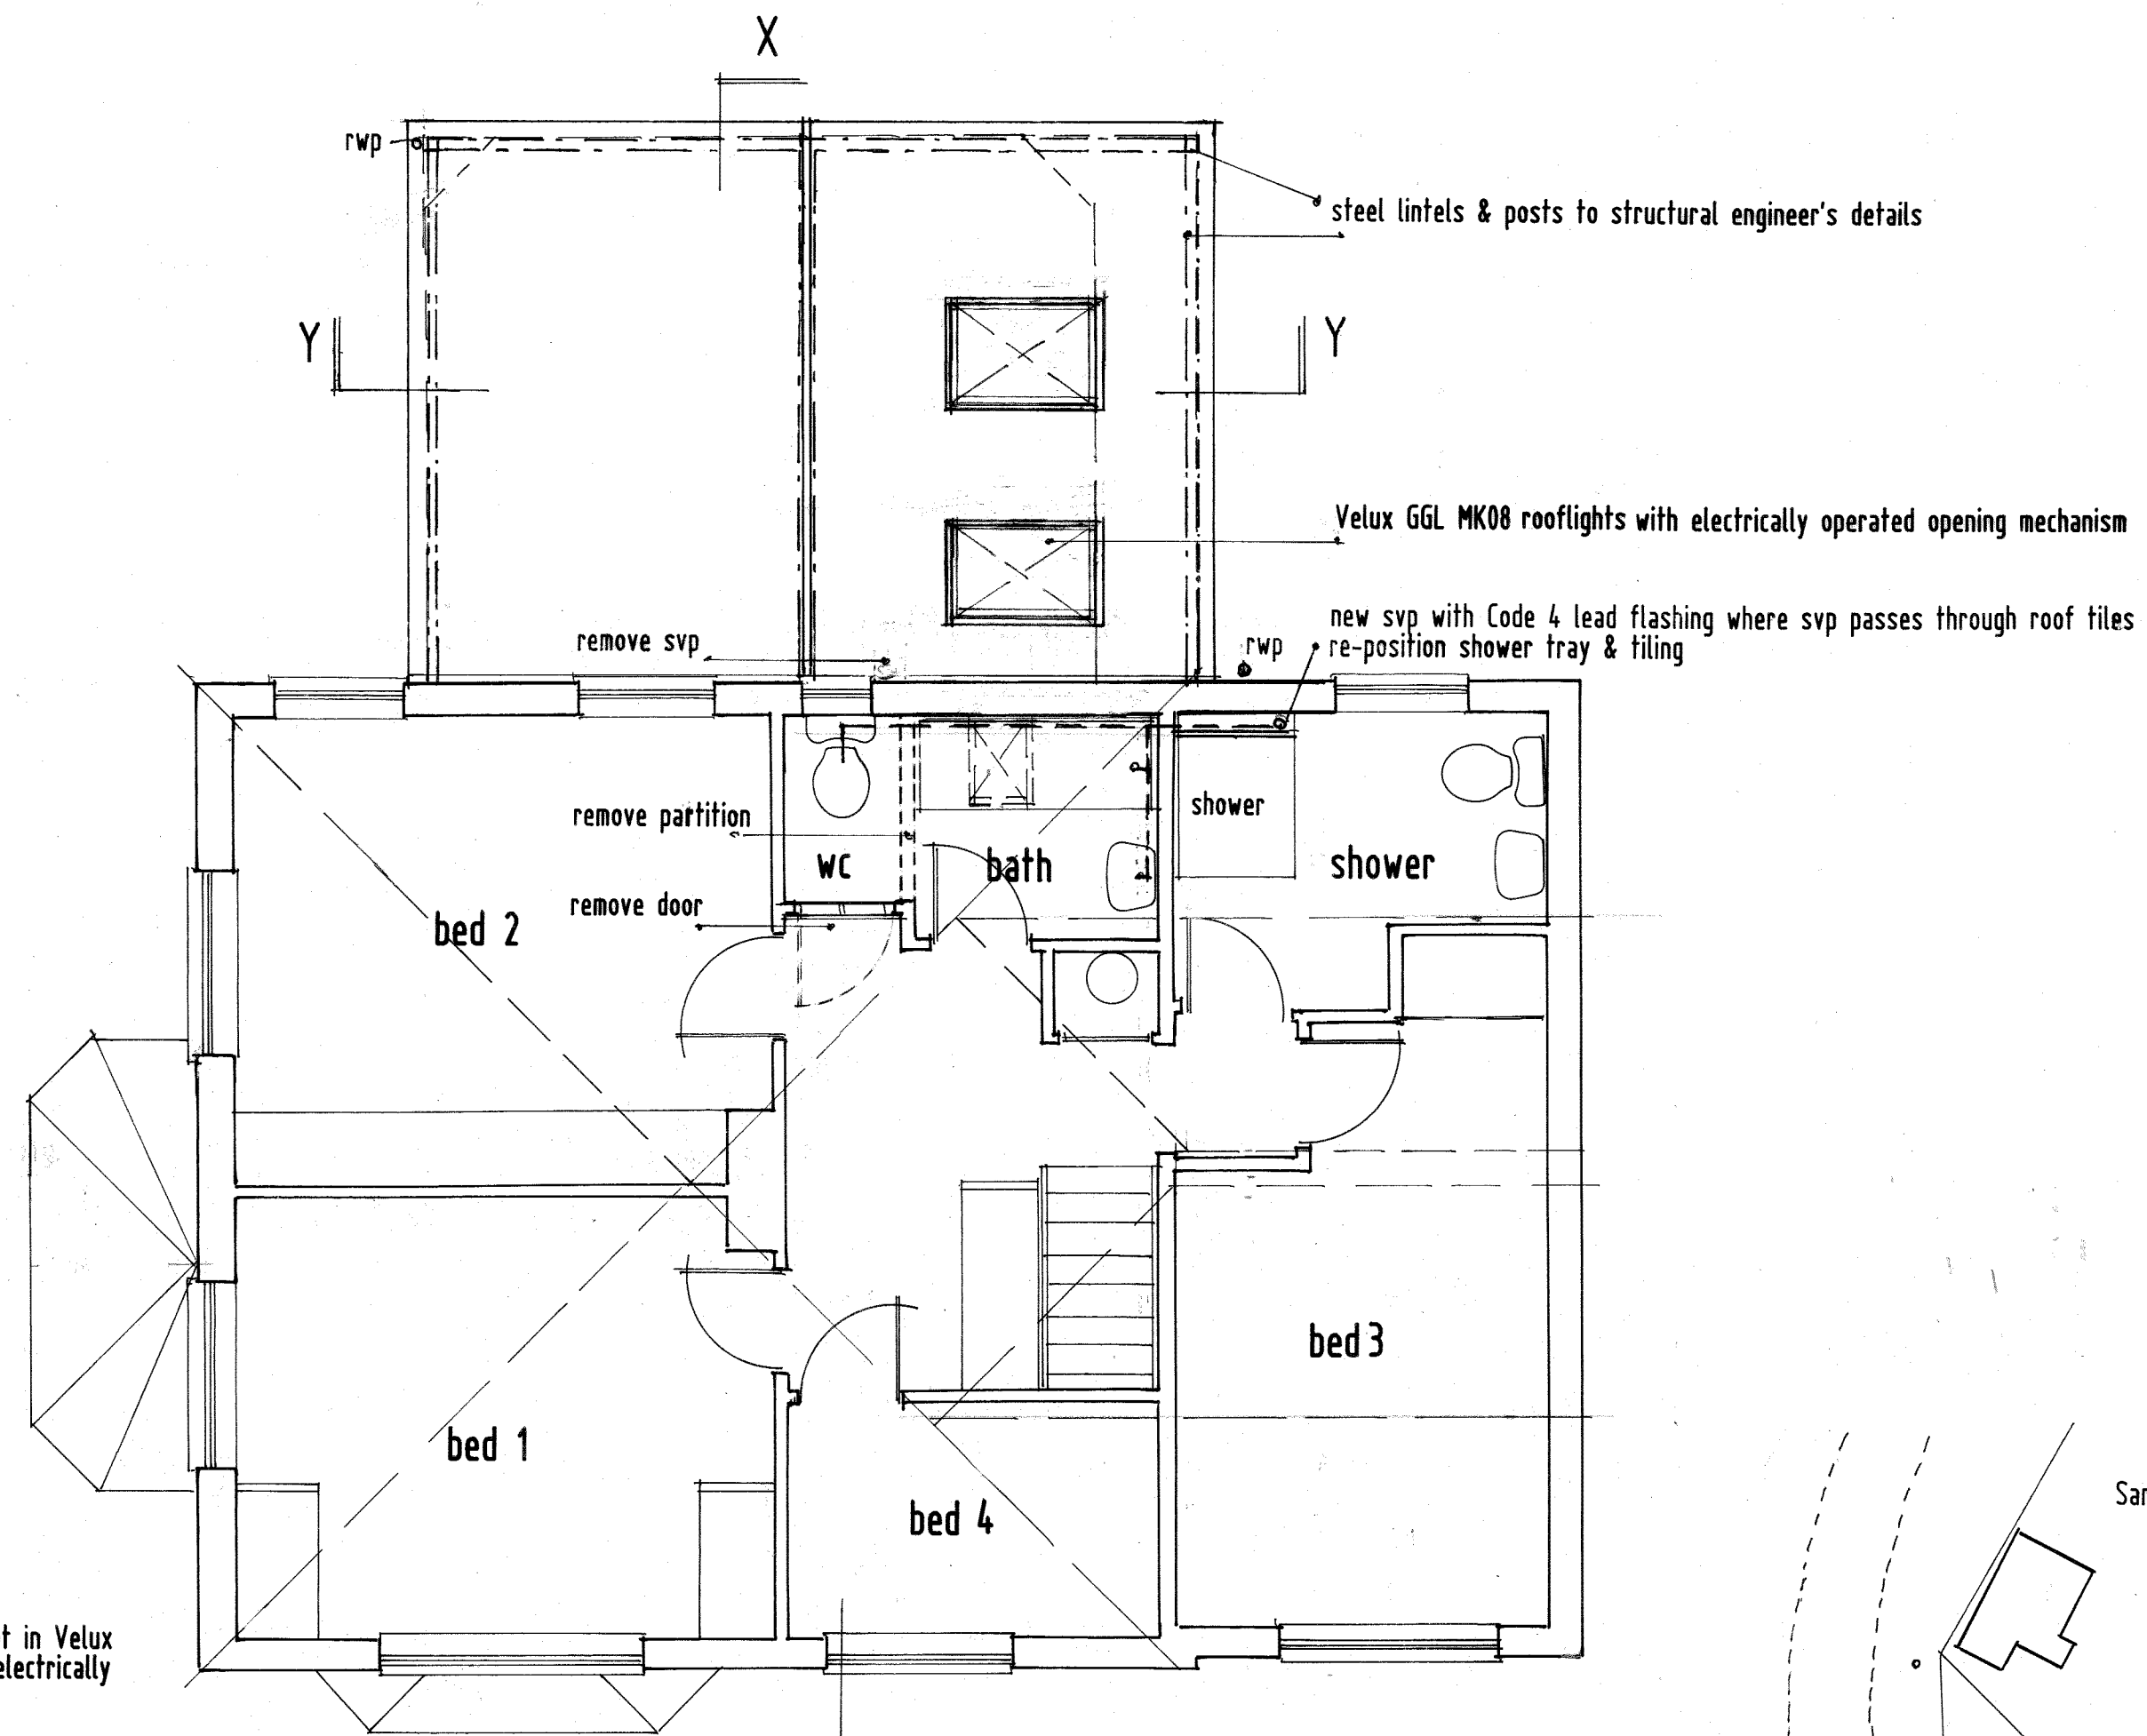 X
rwp
steel lintels & posts to structural engineer's details
Y
Y
Velux GGL MK08 rooflights with electrically operated opening mechanism
new svp with Code 4 lead flashing where svp passes through roof tiles
re-position shower tray & tiling
remove svp
rwp
remove partition
wc
bath
shower
shower
remove door
bed 2
bed 3
bed 1
bed 4
t in Velux
electrically
Sar